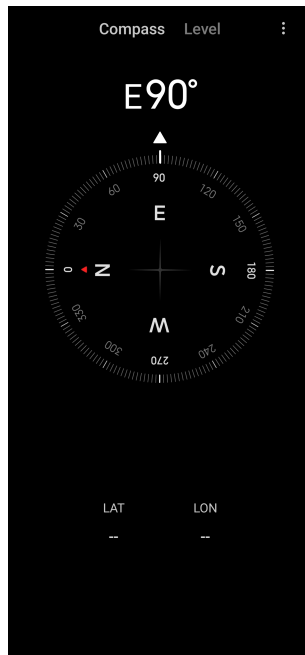 Compass Level
E90°
90
60 120
E
30 150
0 N S 180
330 210
W
300 240
270
LAT LON
-- --